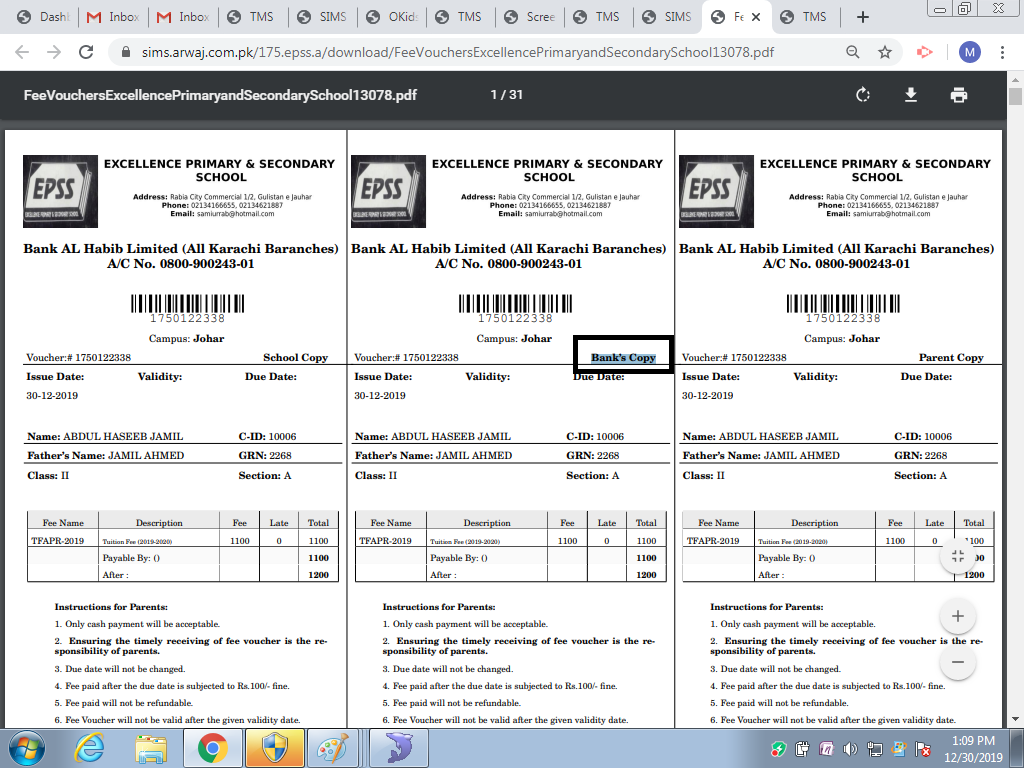 Dashb
Inbox
Inbox
TMS
SIMS
OKids
TMS
Scree
TMS
SIMS
Fe
TMS
sims.arwaj.com.pk/175.epss.a/download/FeeVouchersExcellencePrimaryandSecondarySchool13078.pdf
M
FeeVouchersExcellencePrimaryandSecondarySchool13078.pdf
1 / 31
EPSS
EXCELLENCE PRIMARY & SECONDARY
SCHOOL
Address: Rabia City Commercial 1/2, Gulistan e Jauhar
Phone: 02134166655, 02134621887
Email: samiurrab@hotmail.com
Bank AL Habib Limited (All Karachi Baranches)
A/C No. 0800-900243-01
1750122338
Campus: Johar
Voucher:# 1750122338 School Copy
Issue Date: Validity: Due Date:
30-12-2019
Name: ABDUL HASEEB JAMIL C-ID: 10006
Father's Name: JAMIL AHMED GRN: 2268
Class: II Section: A
Fee Name Description Fee Late Total
TFAPR-2019 Tuition Fee (2019-2020) 1100 0 1100
Payable By: () 1100
After : 1200
Instructions for Parents:
1. Only cash payment will be acceptable.
2. Ensuring the timely receiving of fee voucher is the re-
sponsibility of parents.
3. Due date will not be changed.
4. Fee paid after the due date is subjected to Rs.100/- fine.
5. Fee paid will not be refundable.
6. Fee Voucher will not be valid after the given validity date.
EPSS
EXCELLENCE PRIMARY & SECONDARY
SCHOOL
Address: Rabia City Commercial 1/2, Gulistan e Jauhar
Phone: 02134166655, 02134621887
Email: samiurrab@hotmail.com
Bank AL Habib Limited (All Karachi Baranches)
A/C No. 0800-900243-01
1750122338
Campus: Johar
Voucher:# 1750122338 Bank's Copy
Issue Date: Validity: Due Date:
30-12-2019
Name: ABDUL HASEEB JAMIL C-ID: 10006
Father's Name: JAMIL AHMED GRN: 2268
Class: II Section: A
Fee Name Description Fee Late Total
TFAPR-2019 Tuition Fee (2019-2020) 1100 0 1100
Payable By: () 1100
After : 1200
Instructions for Parents:
1. Only cash payment will be acceptable.
2. Ensuring the timely receiving of fee voucher is the re-
sponsibility of parents.
3. Due date will not be changed.
4. Fee paid after the due date is subjected to Rs.100/- fine.
5. Fee paid will not be refundable.
6. Fee Voucher will not be valid after the given validity date.
EPSS
EXCELLENCE PRIMARY & SECONDARY
SCHOOL
Address: Rabia City Commercial 1/2, Gulistan e Jauhar
Phone: 02134166655, 02134621887
Email: samiurrab@hotmail.com
Bank AL Habib Limited (All Karachi Baranches)
A/C No. 0800-900243-01
1750122338
Campus: Johar
Voucher:# 1750122338 Parent Copy
Issue Date: Validity: Due Date:
30-12-2019
Name: ABDUL HASEEB JAMIL C-ID: 10006
Father's Name: JAMIL AHMED GRN: 2268
Class: II Section: A
Fee Name Description Fee Late Total
TFAPR-2019 Tuition Fee (2019-2020) 1100 0 1100
Payable By: () 00
After : 1200
Instructions for Parents:
1. Only cash payment will be acceptable.
2. Ensuring the timely receiving of fee voucher is the re-
sponsibility of parents.
3. Due date will not be changed.
4. Fee paid after the due date is subjected to Rs.100/- fine.
5. Fee paid will not be refundable.
6. Fee Voucher will not be valid after the given validity date.
1:09 PM
12/30/2019